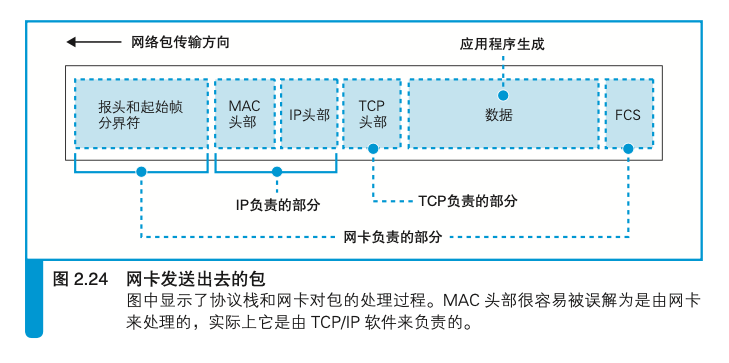 网络包传输方向
应用程序生成
报头和起始帧
分界符
MAC
头部
IP头部
TCP
头部
数据
FCS
IP负责的部分
TCP负责的部分
网卡负责的部分
图 2.24 网卡发送出去的包
图中显示了协议栈和网卡对包的处理过程。MAC 头部很容易被误解为是由网卡
来处理的，实际上它是由 TCP/IP 软件来负责的。